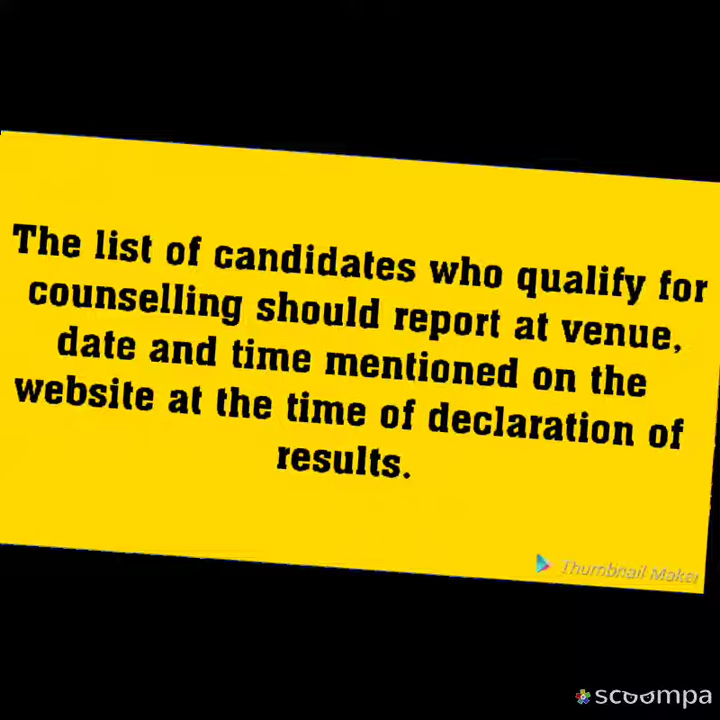 The list of candidates who qualify for
counselling should report at venue,
date and time mentioned on the
website at the time of declaration of
results.
Thumbnail Maker
scoompa